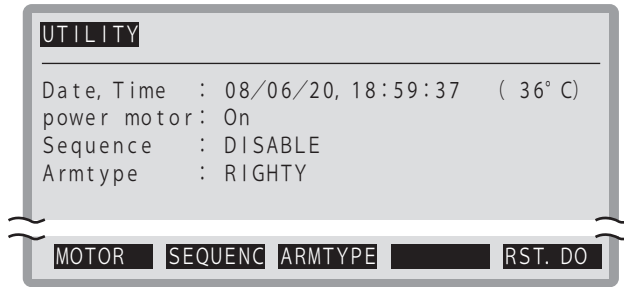 UTILITY
Date, Time : 08/06/20, 18:59:37 ( 36°C)
power motor: On
Sequence : DISABLE
Armtype : RIGHTY
MOTOR SEQUENC ARMTYPE RST. DO